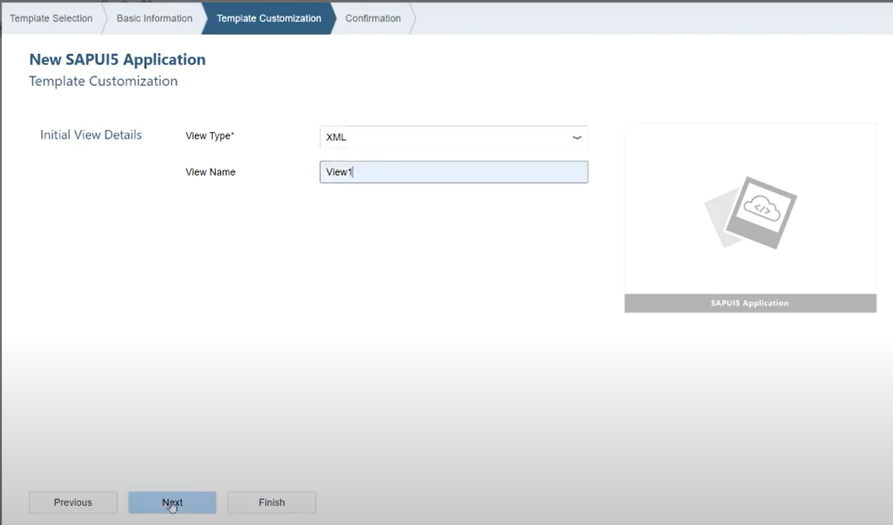 Template Selection
Basic Information
Template Customization
Confirmation
New SAPUI5 Application
Template Customization
Initial View Details
View Type*
XML
View Name
View1
</>
SAPUI5 Application
Previous
Next
Finish